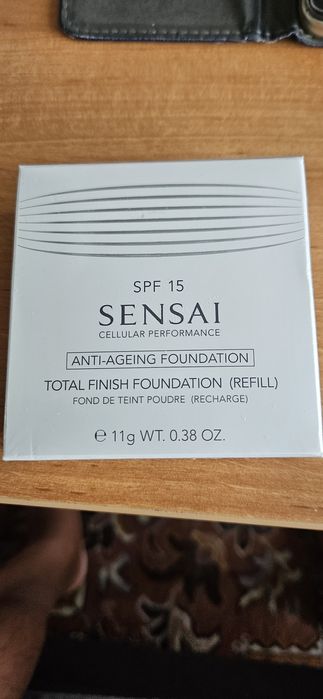 SPF 15
SENSAI
CELLULAR PERFORMANCE
ANTI-AGEING FOUNDATION
TOTAL FINISH FOUNDATION (REFILL)
FOND DE TEINT POUDRE (RECHARGE)
℮ 11g WT. 0.38 OZ.